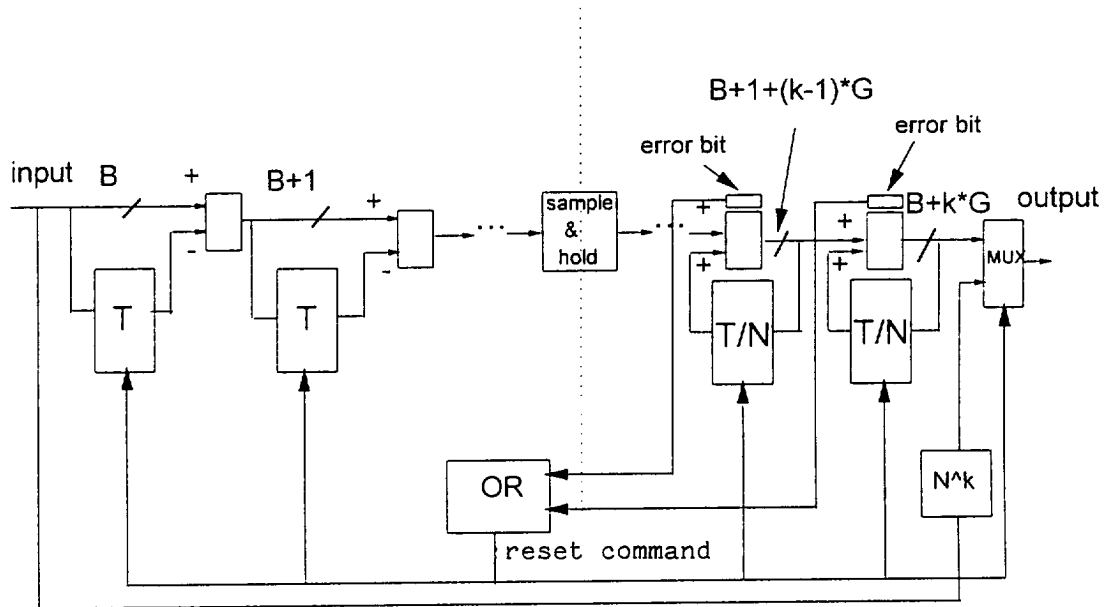 B+1+(k-1)*G
error bit
error bit
input
B
+
B+1
+
sample
&
hold
+
+
B+k*G
output
-
-
...
...
+
+
MUX
T
T
T/N
T/N
OR
N^k
reset command